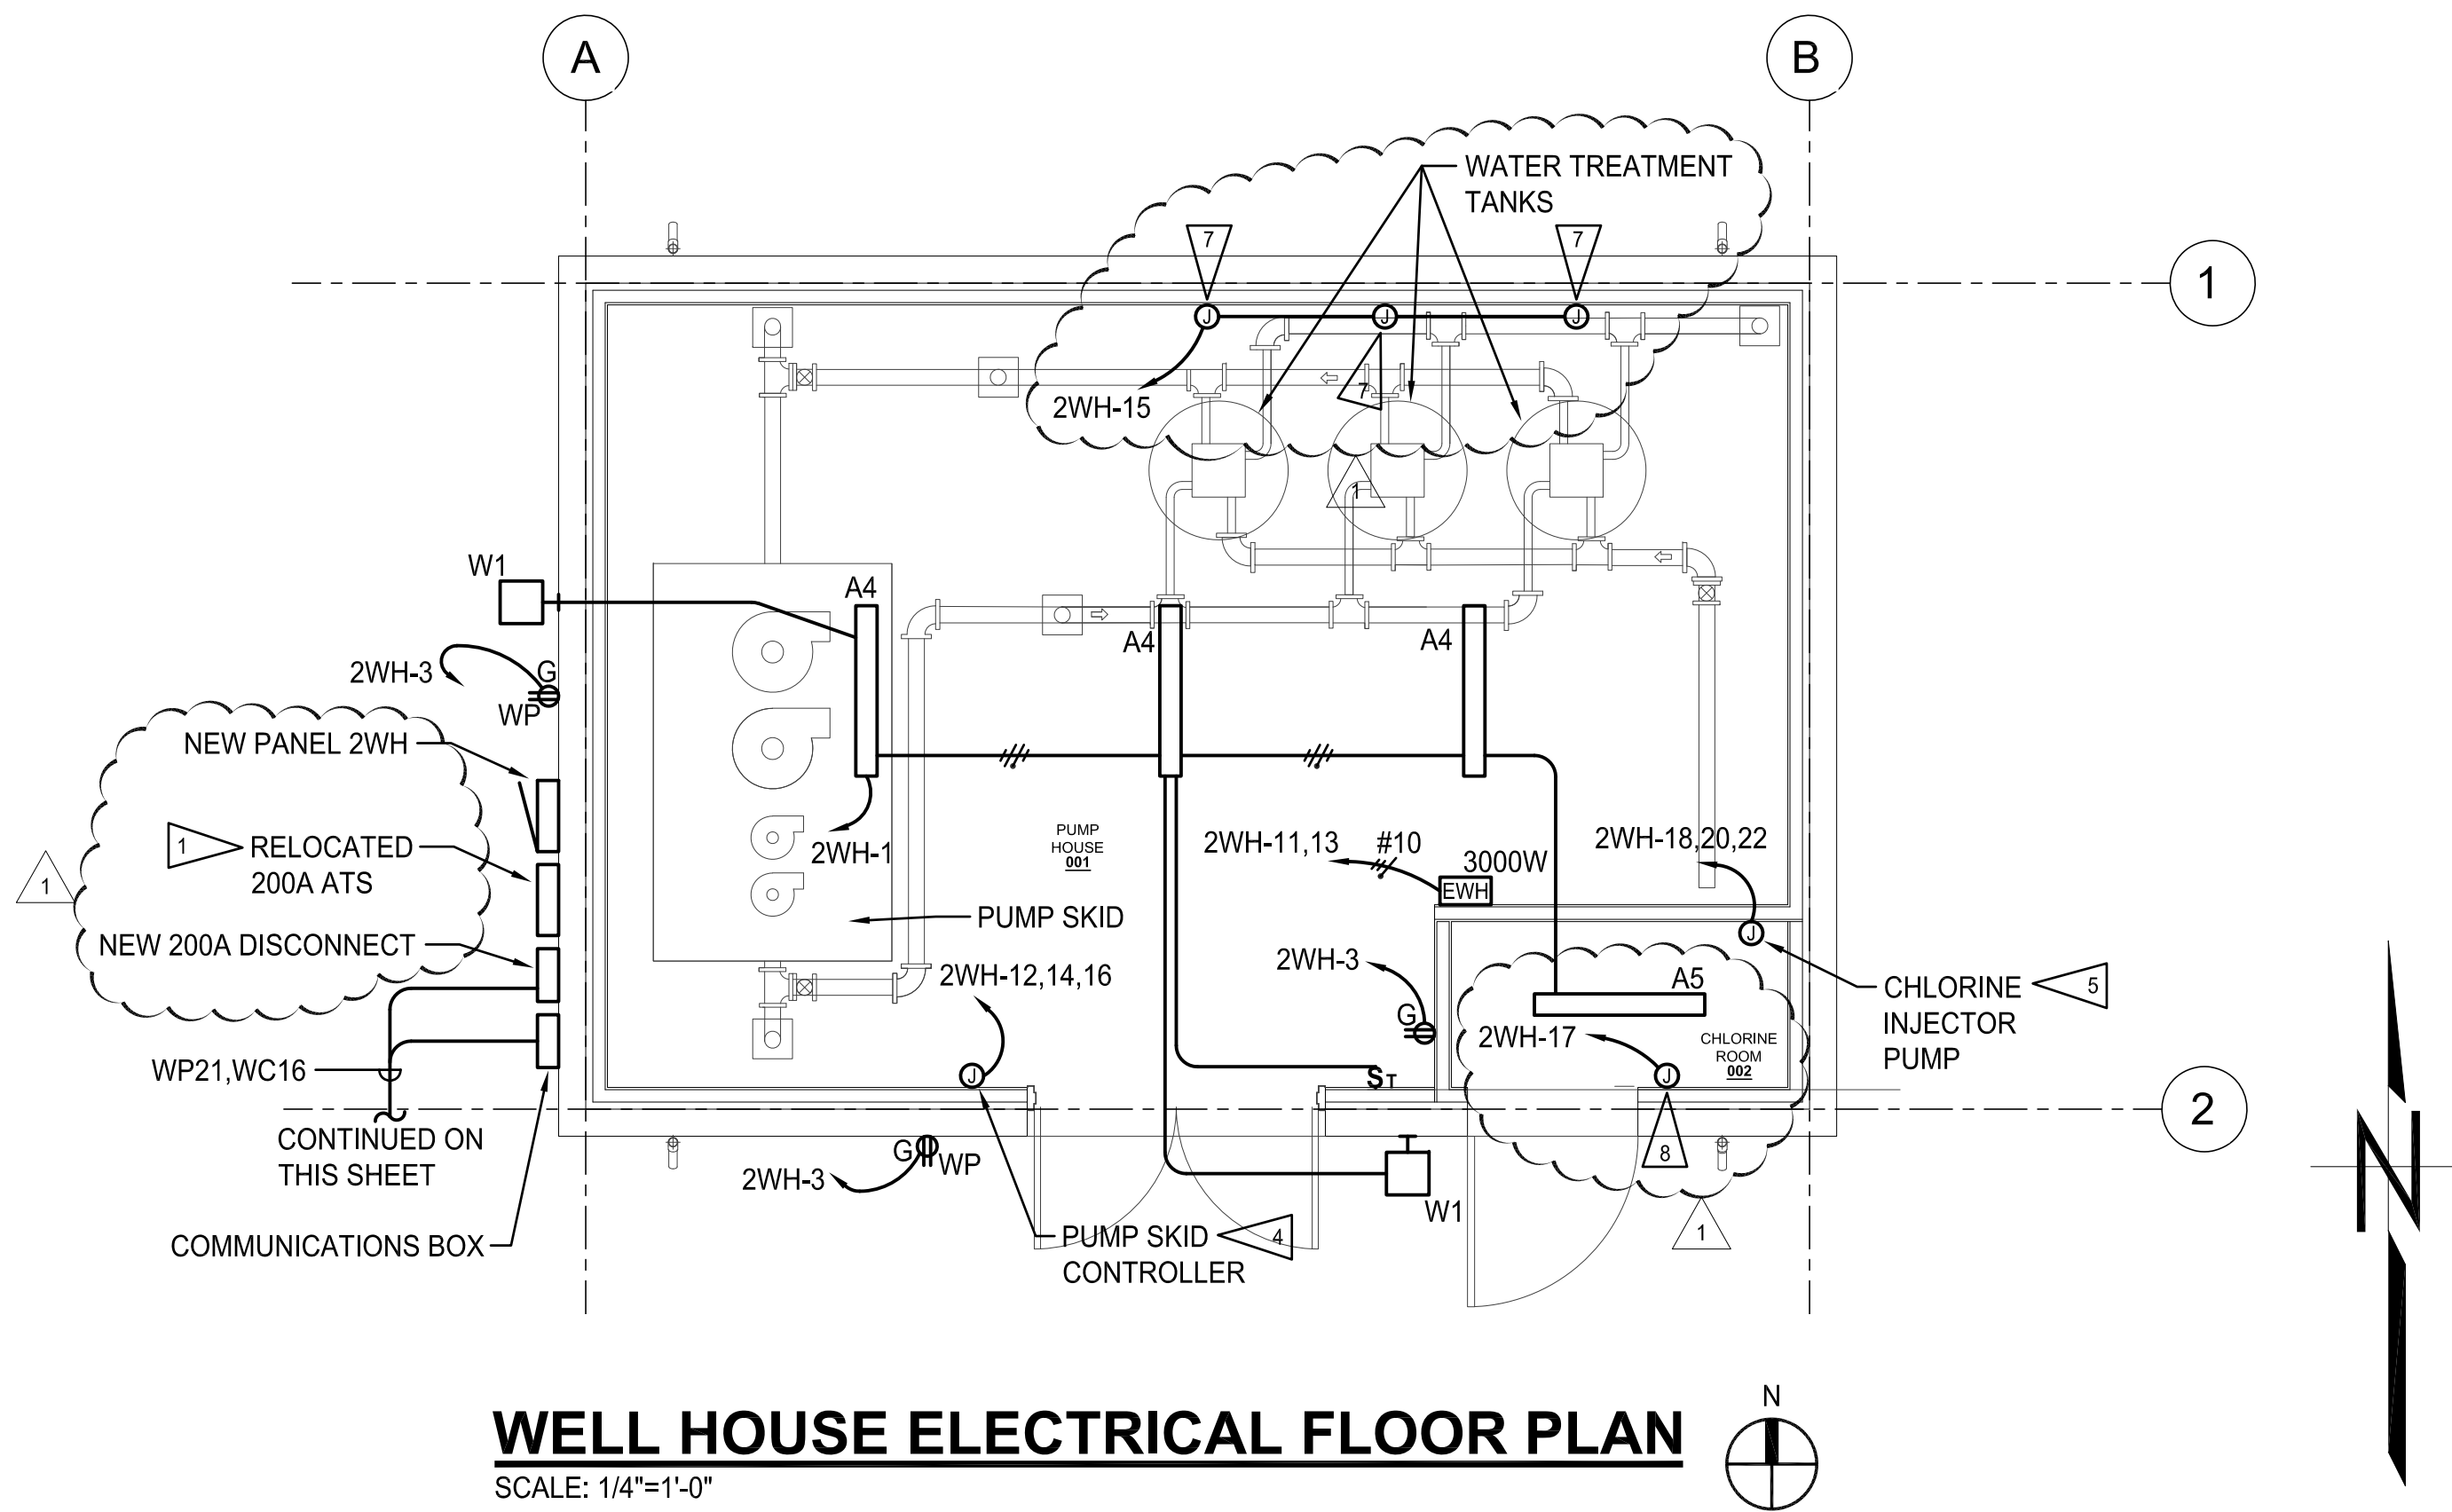 A
B
WATER TREATMENT
TANKS
7
7
1
J
J
J
7
2WH-15
1
W1
A4
A4
A4
2WH-3
G
WP
NEW PANEL 2WH
1
RELOCATED
200A ATS
1
NEW 200A DISCONNECT
2WH-1
PUMP
HOUSE
001
2WH-11,13
#10
3000W
EWH
2WH-18,20,22
PUMP SKID
J
2WH-12,14,16
2WH-3
G
A5
CHLORINE
INJECTOR
PUMP
5
2WH-17
CHLORINE
ROOM
002
WP21,WC16
J
ST
J
2
CONTINUED ON
THIS SHEET
G
WP
2WH-3
8
W1
1
COMMUNICATIONS BOX
PUMP SKID
CONTROLLER
4
N
WELL HOUSE ELECTRICAL FLOOR PLAN
N
SCALE: 1/4"=1'-0"